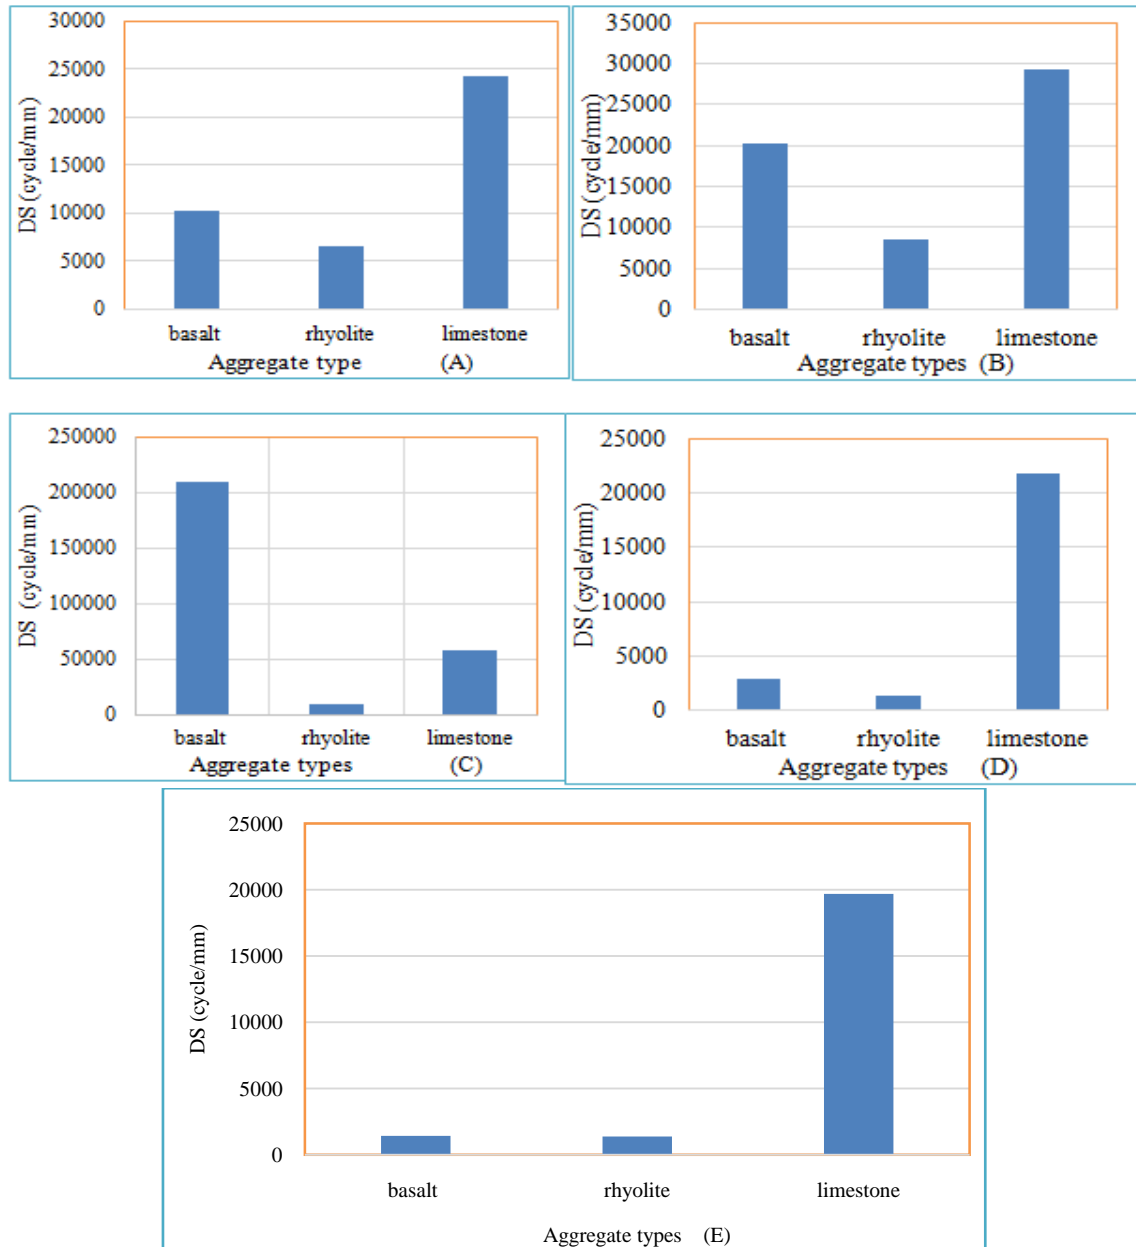 30000
25000
20000
15000
10000
5000
0
DS (cycle/mm)
basalt rhyolite limestone
Aggregate type (A)
35000
30000
25000
20000
15000
10000
5000
0
DS (cycle/mm)
basalt rhyolite limestone
Aggregate types (B)
250000
200000
150000
100000
50000
0
DS (cycle/mm)
basalt rhyolite limestone
Aggregate types (C)
25000
20000
15000
10000
5000
0
DS (cycle/mm)
basalt rhyolite limestone
Aggregate types (D)
25000
20000
15000
10000
5000
0
DS (cycle/mm)
basalt rhyolite limestone
Aggregate types (E)